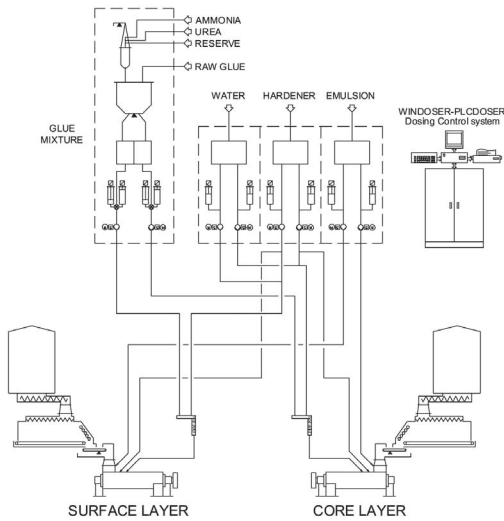 AMMONIA
UREA
RESERVE
RAW GLUE
GLUE
MIXTURE
WATER
HARDENER
EMULSION
WINDOSER-PLCDOSER
Dosing Control system
SURFACE LAYER
CORE LAYER